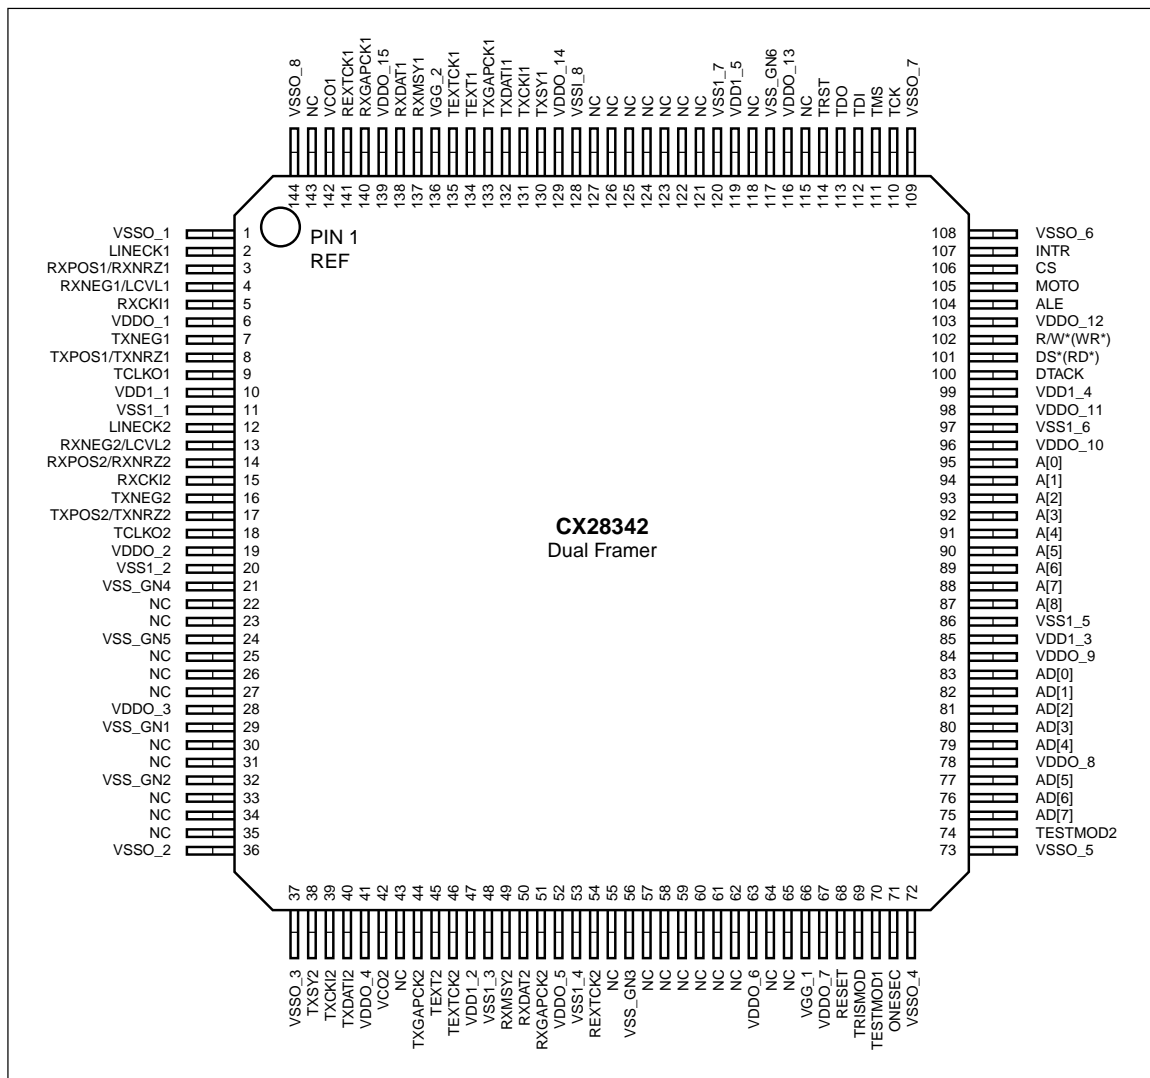 VSSO_8
NC
VCO1
REXTCK1
RXGAPCK1
VDDO_15
RXDAT1
RXMSY1
VGG_2
TEXTCK1
TEXT1
TXGAPCK1
TXDATI1
TXCKI1
TXSY1
VDDO_14
VSSI_8
NC
NC
NC
NC
NC
NC
NC
VSS1_7
VDD1_5
NC
VSS_GN6
VDDO_13
NC
TRST
TDO
TDI
TMS
TCK
VSSO_7
144
143
142
141
140
139
138
137
136
135
134
133
132
131
130
129
128
127
126
125
124
123
122
121
120
119
118
117
116
115
114
113
112
111
110
109
PIN 1
REF
VSSO_1 1
LINECK1 2
RXPOS1/RXNRZ1 3
RXNEG1/LCVL1 4
RXCKI1 5
VDDO_1 6
TXNEG1 7
TXPOS1/TXNRZ1 8
TCLKO1 9
VDD1_1 10
VSS1_1 11
LINECK2 12
RXNEG2/LCVL2 13
RXPOS2/RXNRZ2 14
RXCKI2 15
TXNEG2 16
TXPOS2/TXNRZ2 17
TCLKO2 18
VDDO_2 19
VSS1_2 20
VSS_GN4 21
NC 22
NC 23
VSS_GN5 24
NC 25
NC 26
NC 27
VDDO_3 28
VSS_GN1 29
NC 30
NC 31
VSS_GN2 32
NC 33
NC 34
NC 35
VSSO_2 36
CX28342
Dual Framer
108 VSSO_6
107 INTR
106 CS
105 MOTO
104 ALE
103 VDDO_12
102 R/W*(WR*)
101 DS*(RD*)
100 DTACK
99 VDD1_4
98 VDDO_11
97 VSS1_6
96 VDDO_10
95 A[0]
94 A[1]
93 A[2]
92 A[3]
91 A[4]
90 A[5]
89 A[6]
88 A[7]
87 A[8]
86 VSS1_5
85 VDD1_3
84 VDDO_9
83 AD[0]
82 AD[1]
81 AD[2]
80 AD[3]
79 AD[4]
78 VDDO_8
77 AD[5]
76 AD[6]
75 AD[7]
74 TESTMOD2
73 VSSO_5
37
38
39
40
41
42
43
44
45
46
47
48
49
50
51
52
53
54
55
56
57
58
59
60
61
62
63
64
65
66
67
68
69
70
71
72
VSSO_3
TXSY2
TXCKI2
TXDATI2
VDDO_4
VCO2
NC
TXGAPCK2
TEXT2
TEXTCK2
VDD1_2
VSS1_3
RXMSY2
RXDAT2
RXGAPCK2
VDDO_5
VSS1_4
REXTCK2
NC
VSS_GN3
NC
NC
NC
NC
NC
NC
VDDO_6
NC
NC
VGG_1
VDDO_7
RESET
TRISMOD
TESTMOD1
ONESEC
VSSO_4